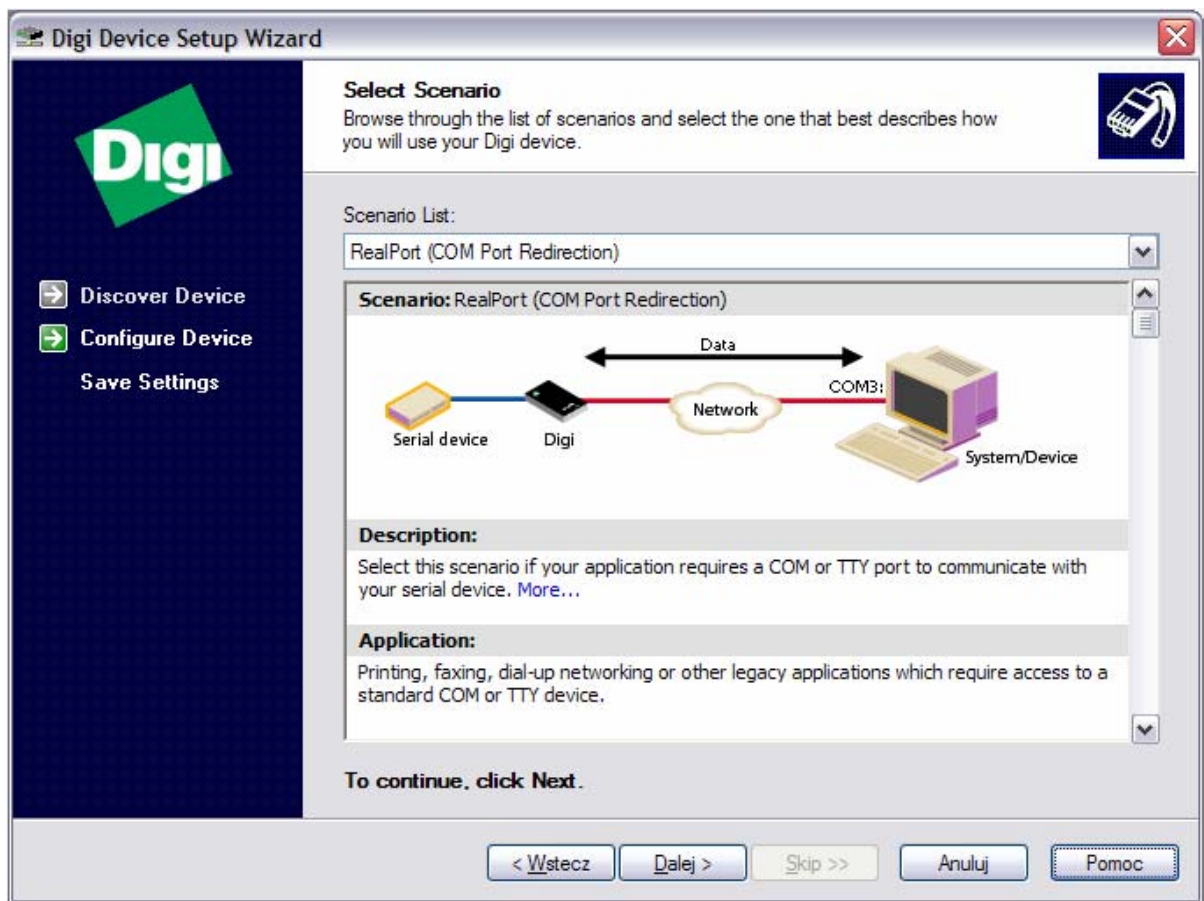 Digi Device Setup Wizard
Digi
Select Scenario
Browse through the list of scenarios and select the one that best describes how
you will use your Digi device.
Discover Device
Configure Device
Save Settings
Scenario List:
RealPort (COM Port Redirection)
Scenario: RealPort (COM Port Redirection)
Data
COM3:
Network
Serial device
Digi
System/Device
Description:
Select this scenario if your application requires a COM or TTY port to communicate with
your serial device. More...
Application:
Printing, faxing, dial-up networking or other legacy applications which require access to a
standard COM or TTY device.
To continue, click Next.
< Wstecz
Dalej >
Skip >>
Anuluj
Pomoc